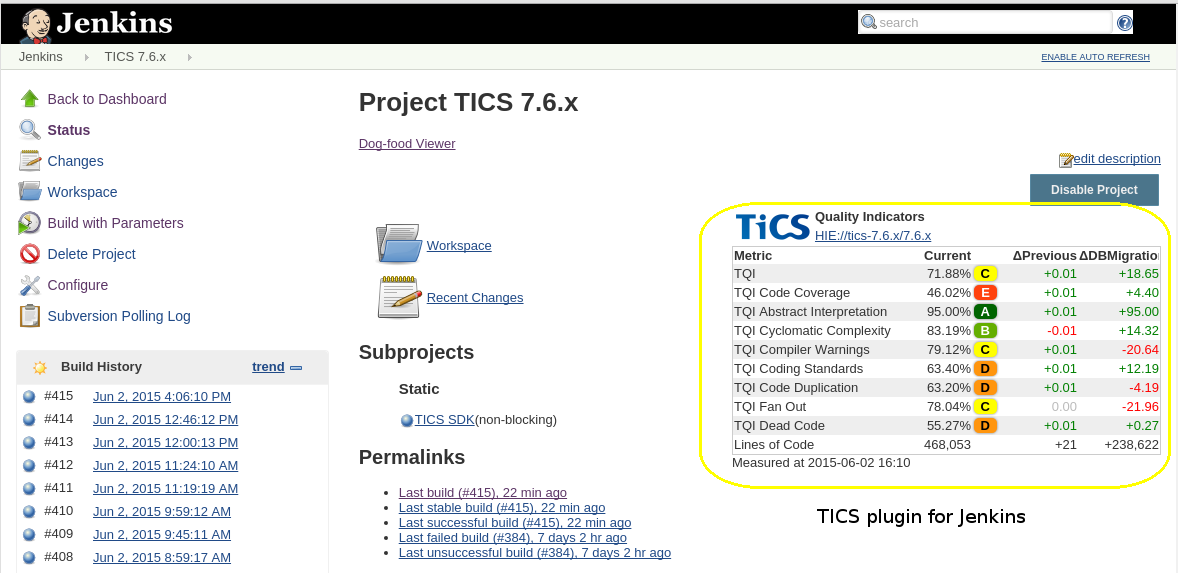 Jenkins
search
?
Jenkins
TICS 7.6.x
ENABLE AUTO REFRESH
Back to Dashboard
Status
Changes
Workspace
Build with Parameters
Delete Project
Configure
Subversion Polling Log
Build History
trend
#415 Jun 2, 2015 4:06:10 PM
#414 Jun 2, 2015 12:46:12 PM
#413 Jun 2, 2015 12:00:13 PM
#412 Jun 2, 2015 11:24:10 AM
#411 Jun 2, 2015 11:19:19 AM
#410 Jun 2, 2015 9:59:12 AM
#409 Jun 2, 2015 9:45:11 AM
#408 Jun 2, 2015 8:59:17 AM
Project TICS 7.6.x
Dog-food Viewer
edit description
Disable Project
Workspace
Recent Changes
Subprojects
Static
TICS SDK(non-blocking)
Permalinks
Last build (#415), 22 min ago
Last stable build (#415), 22 min ago
Last successful build (#415), 22 min ago
Last failed build (#384), 7 days 2 hr ago
Last unsuccessful build (#384), 7 days 2 hr ago
TiCS
Quality Indicators
HIE://tics-7.6.x/7.6.x
Metric Current ΔPrevious ΔDBMigratio
TQI 71.88% C +0.01 +18.65
TQI Code Coverage 46.02% E +0.01 +4.40
TQI Abstract Interpretation 95.00% A +0.01 +95.00
TQI Cyclomatic Complexity 83.19% B -0.01 +14.32
TQI Compiler Warnings 79.12% C +0.01 -20.64
TQI Coding Standards 63.40% D +0.01 +12.19
TQI Code Duplication 63.20% D +0.01 -4.19
TQI Fan Out 78.04% C 0.00 -21.96
TQI Dead Code 55.27% D +0.01 +0.27
Lines of Code 468,053 +21 +238,622
Measured at 2015-06-02 16:10
TICS plugin for Jenkins